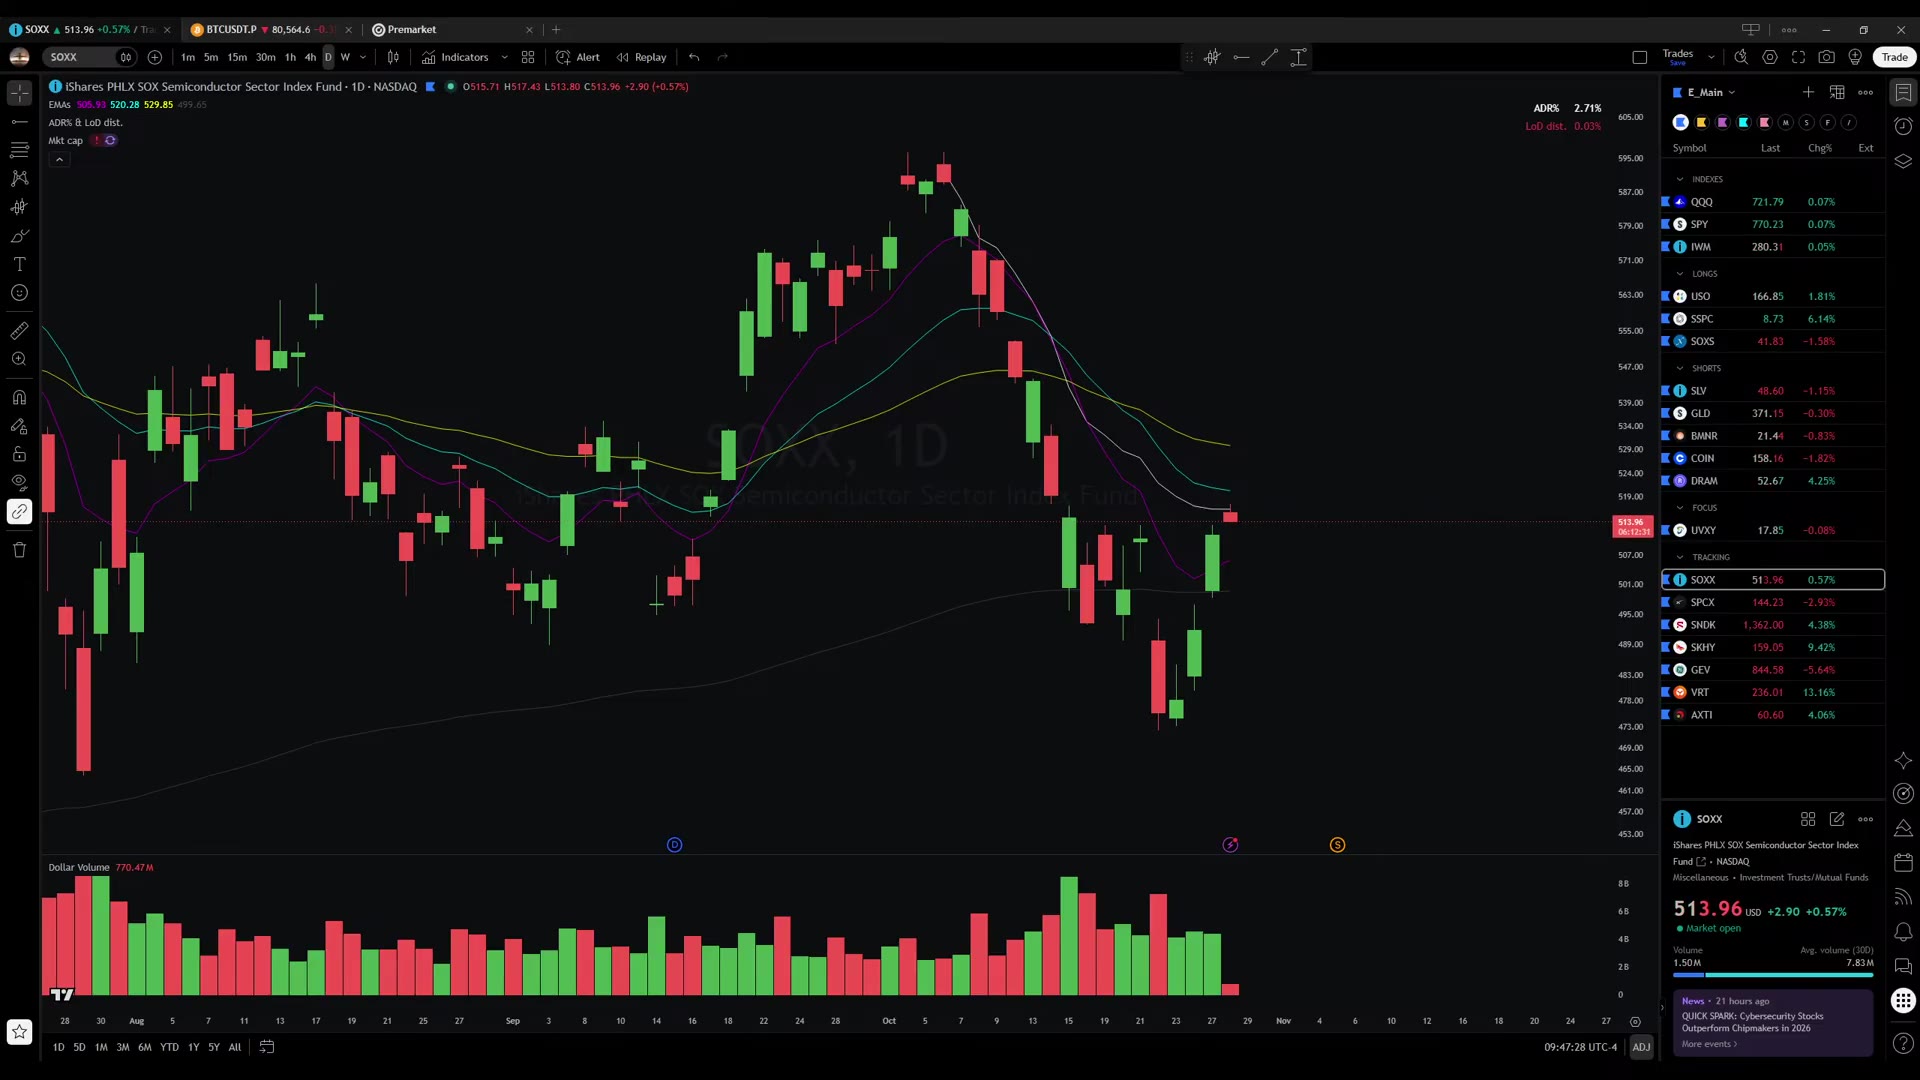 SOXX ▲ 513.96 +0.57% / Tra
BTCUSDT.P ▼ 80,564.6
Premarket
SOXX
1m 5m 15m 30m 1h 4h D W
Indicators
Alert
Replay
Trades
Save
Trade
iShares PHLX SOX Semiconductor Sector Index Fund · 1D · NASDAQ
O515.71 H517.43 L513.80 C513.96 +2.90 (+0.57%)
EMAs 505.93 520.28 529.85 499.65
ADR% & LoD dist.
Mkt cap
ADR% 2.71%
LoD dist. 0.03%
SOXX, 1D
iShares PHLX SOX Semiconductor Sector Index Fund
605.00
595.00
587.00
579.00
571.00
563.00
555.00
547.00
539.00
534.00
529.00
524.00
519.00
513.96
06:12:31
507.00
501.00
495.00
489.00
483.00
478.00
473.00
469.00
465.00
461.00
457.00
453.00
D
S
Dollar Volume 770.47M
8B
6B
4B
2B
0
28 30 Aug 5 7 11 13 17 19 21 25 27 Sep 3 8 10 14 16 18 22 24 28 Oct 5 7 9 13 15 19 21 23 27 29 Nov 4 6 10 12 16 18 20 24 27
1D 5D 1M 3M 6M YTD 1Y 5Y All
09:47:28 UTC-4
ADJ
E_Main
M S F /
Symbol Last Chg% Ext
INDEXES
QQQ 721.79 0.07%
SPY 770.23 0.07%
IWM 280.31 0.05%
LONGS
USO 166.85 1.81%
SSPC 8.73 6.14%
SOXS 41.83 −1.58%
SHORTS
SLV 48.60 −1.15%
GLD 371.15 −0.30%
BMNR 21.44 −0.83%
COIN 158.16 −1.82%
DRAM 52.67 4.25%
FOCUS
UVXY 17.85 −0.08%
TRACKING
SOXX 513.96 0.57%
SPCX 144.23 −2.93%
SNDK 1,362.00 4.38%
SKHY 159.05 9.42%
GEV 844.58 −5.64%
VRT 236.01 13.16%
AXTI 60.60 4.06%
SOXX
iShares PHLX SOX Semiconductor Sector Index
Fund • NASDAQ
Miscellaneous • Investment Trusts/Mutual Funds
513.96 USD +2.90 +0.57%
Market open
Volume Avg. volume (30D)
1.50M 7.83M
News • 21 hours ago
QUICK SPARK: Cybersecurity Stocks
Outperform Chipmakers in 2026
More events